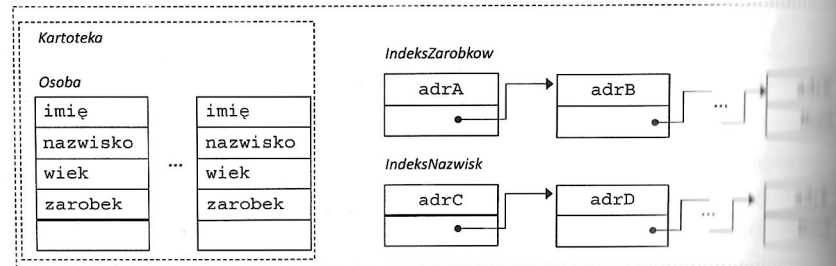 Kartoteka
Osoba
imię
nazwisko
wiek
zarobek
...
imię
nazwisko
wiek
zarobek
IndeksZarobkow
adrA
adrB
...
IndeksNazwisk
adrC
adrD
...